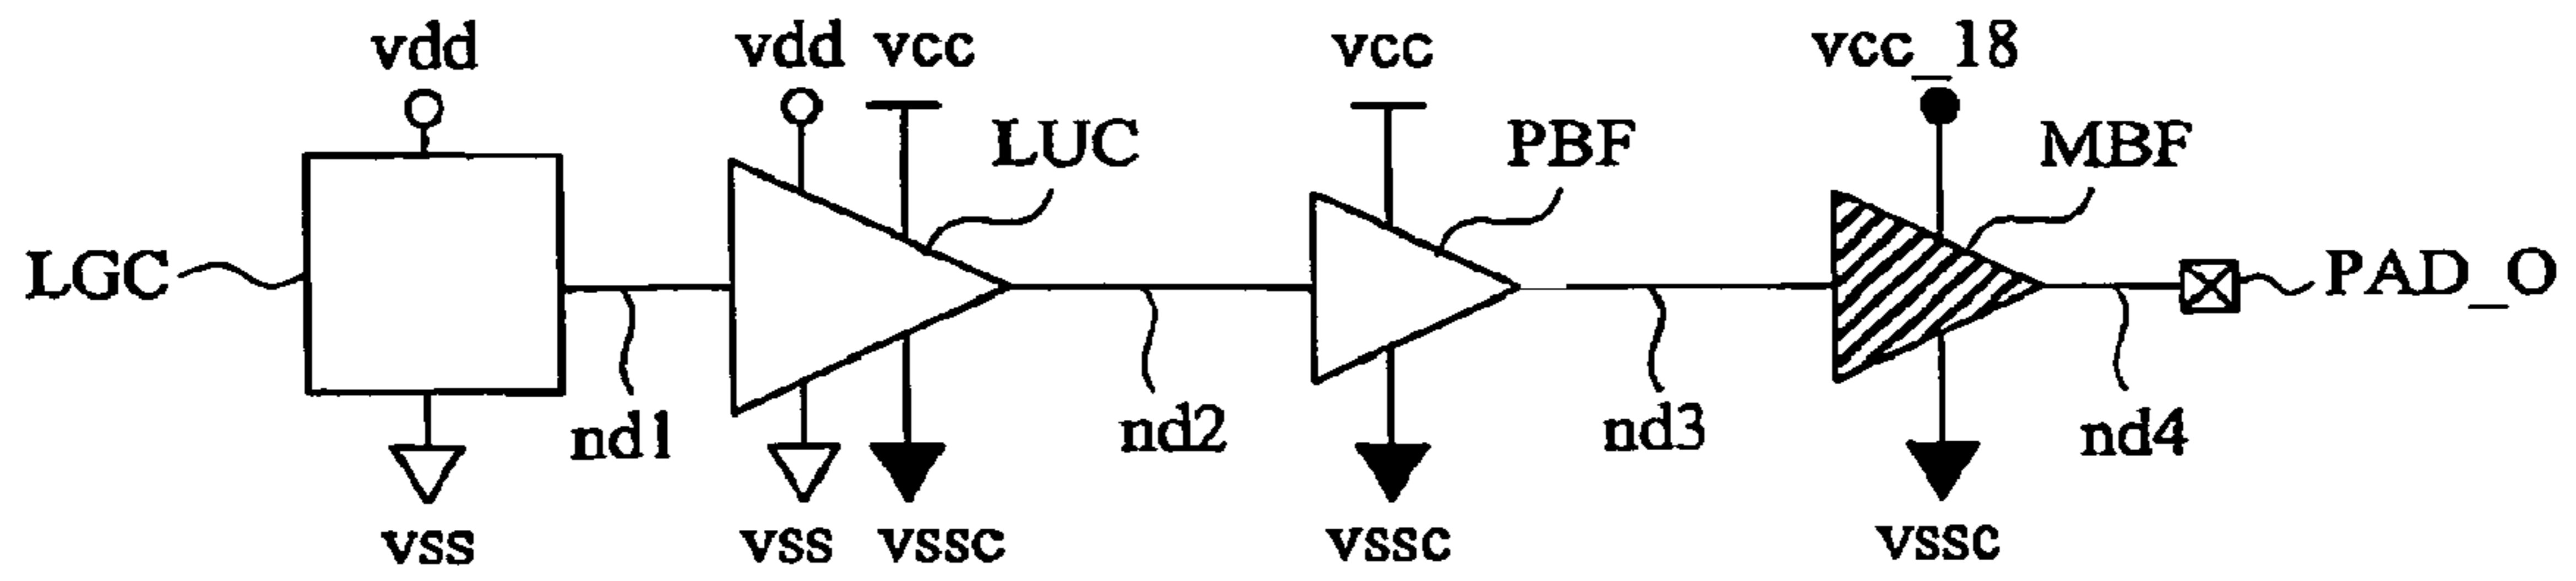 vdd vdd vcc vcc vcc_18
LUC PBF MBF
LGC PAD_O
nd1 nd2 nd3 nd4
vss vss vssc vssc vssc